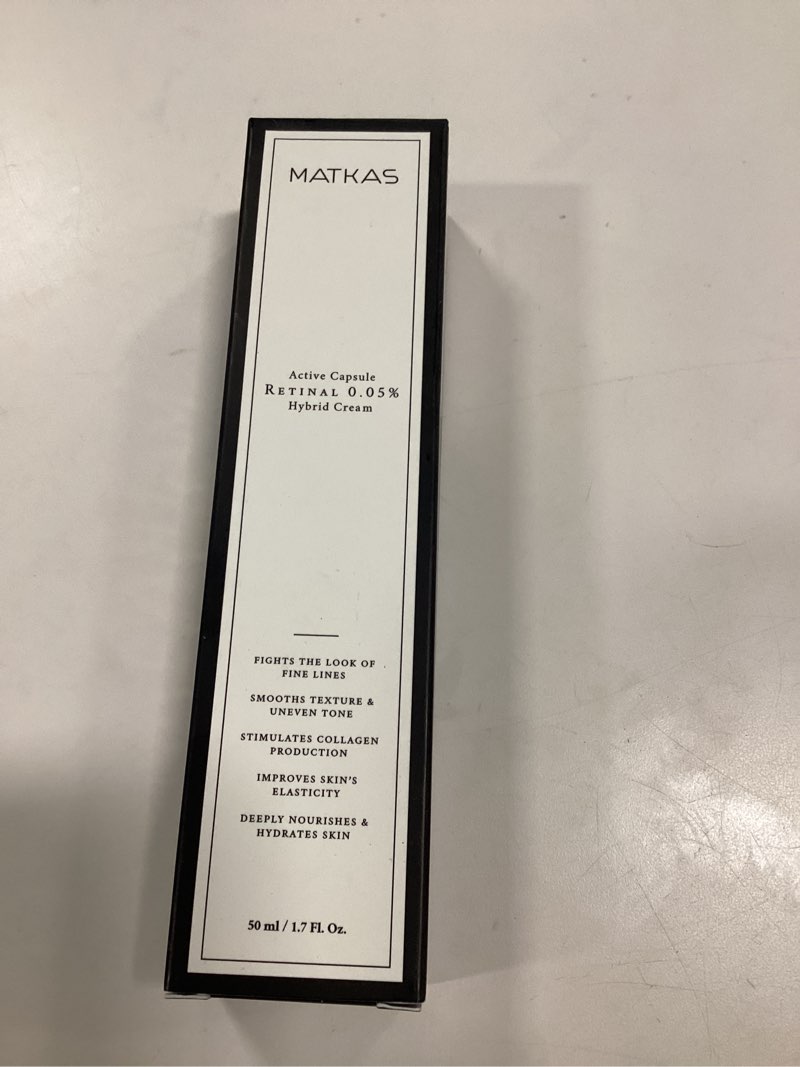 MATKAS
Active Capsule
RETINAL 0.05%
Hybrid Cream
FIGHTS THE LOOK OF
FINE LINES
SMOOTHS TEXTURE &
UNEVEN TONE
STIMULATES COLLAGEN
PRODUCTION
IMPROVES SKIN'S
ELASTICITY
DEEPLY NOURISHES &
HYDRATES SKIN
50 ml / 1.7 Fl. Oz.